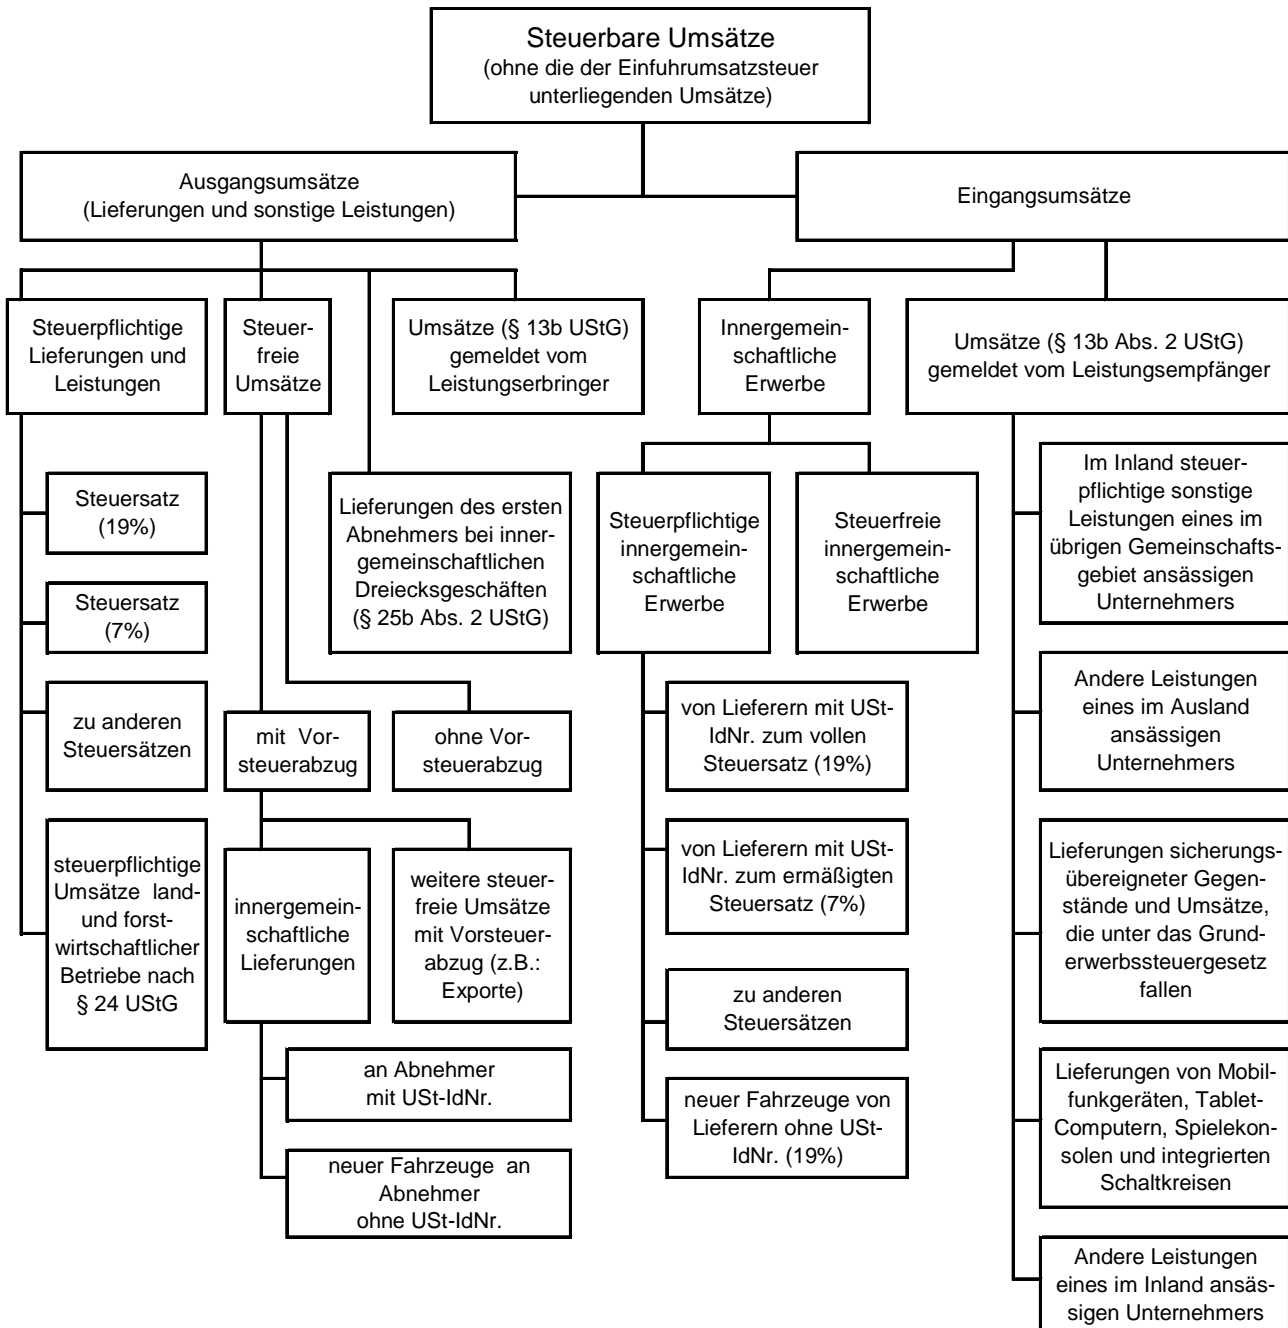 Steuerbare Umsätze
(ohne die der Einfuhrumsatzsteuer
unterliegenden Umsätze)
Ausgangsumsätze
(Lieferungen und sonstige Leistungen)
Eingangsumsätze
Steuerpflichtige
Lieferungen und
Leistungen
Steuer-
freie
Umsätze
Umsätze (§ 13b UStG)
gemeldet vom
Leistungserbringer
Innergemein-
schaftliche
Erwerbe
Umsätze (§ 13b Abs. 2 UStG)
gemeldet vom Leistungsempfänger
Steuersatz
(19%)
Steuersatz
(7%)
zu anderen
Steuersätzen
steuerpflichtige
Umsätze land-
und forst-
wirtschaftlicher
Betriebe nach
§ 24 UStG
Lieferungen des ersten
Abnehmers bei inner-
gemeinschaftlichen
Dreiecksgeschäften
(§ 25b Abs. 2 UStG)
mit Vor-
steuerabzug
ohne Vor-
steuerabzug
innergemein-
schaftliche
Lieferungen
weitere steuer-
freie Umsätze
mit Vorsteuer-
abzug (z.B.:
Exporte)
an Abnehmer
mit USt-IdNr.
neuer Fahrzeuge an
Abnehmer
ohne USt-IdNr.
Steuerpflichtige
innergemein-
schaftliche
Erwerbe
Steuerfreie
innergemein-
schaftliche
Erwerbe
von Lieferern mit USt-
IdNr. zum vollen
Steuersatz (19%)
von Lieferern mit USt-
IdNr. zum ermäßigten
Steuersatz (7%)
zu anderen
Steuersätzen
neuer Fahrzeuge von
Lieferern ohne USt-
IdNr. (19%)
Im Inland steuer-
pflichtige sonstige
Leistungen eines im
übrigen Gemeinschafts-
gebiet ansässigen
Unternehmers
Andere Leistungen
eines im Ausland
ansässigen
Unternehmers
Lieferungen sicherungs-
übereigneter Gegen-
stände und Umsätze,
die unter das Grund-
erwerbssteuergesetz
fallen
Lieferungen von Mobil-
funkgeräten, Tablet-
Computern, Spielekon-
solen und integrierten
Schaltkreisen
Andere Leistungen
eines im Inland ansäs-
sigen Unternehmers